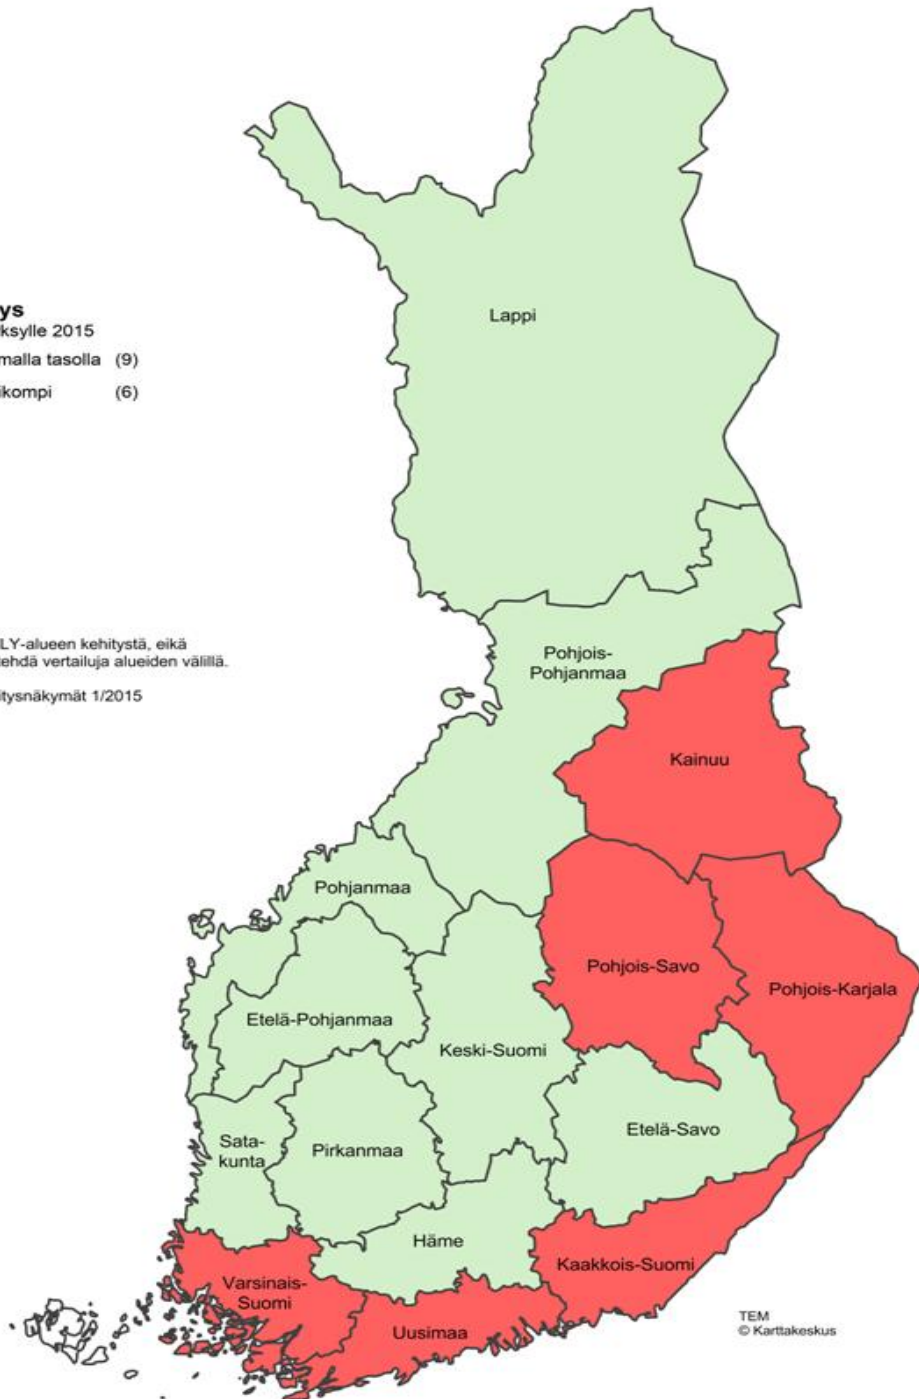 ys
ksylle 2015
malla tasolla (9)
ikompi (6)
LY-alueen kehitystä, eikä
ehdä vertailuja alueiden välillä.
itysnäkymät 1/2015
Lappi
Pohjois-
Pohjanmaa
Kainuu
Pohjanmaa
Pohjois-Savo
Pohjois-Karjala
Etelä-Pohjanmaa
Keski-Suomi
Etelä-Savo
Sata-
kunta
Pirkanmaa
Häme
Kaakkois-Suomi
Varsinais-
Suomi
Uusimaa
TEM
© Karttakeskus